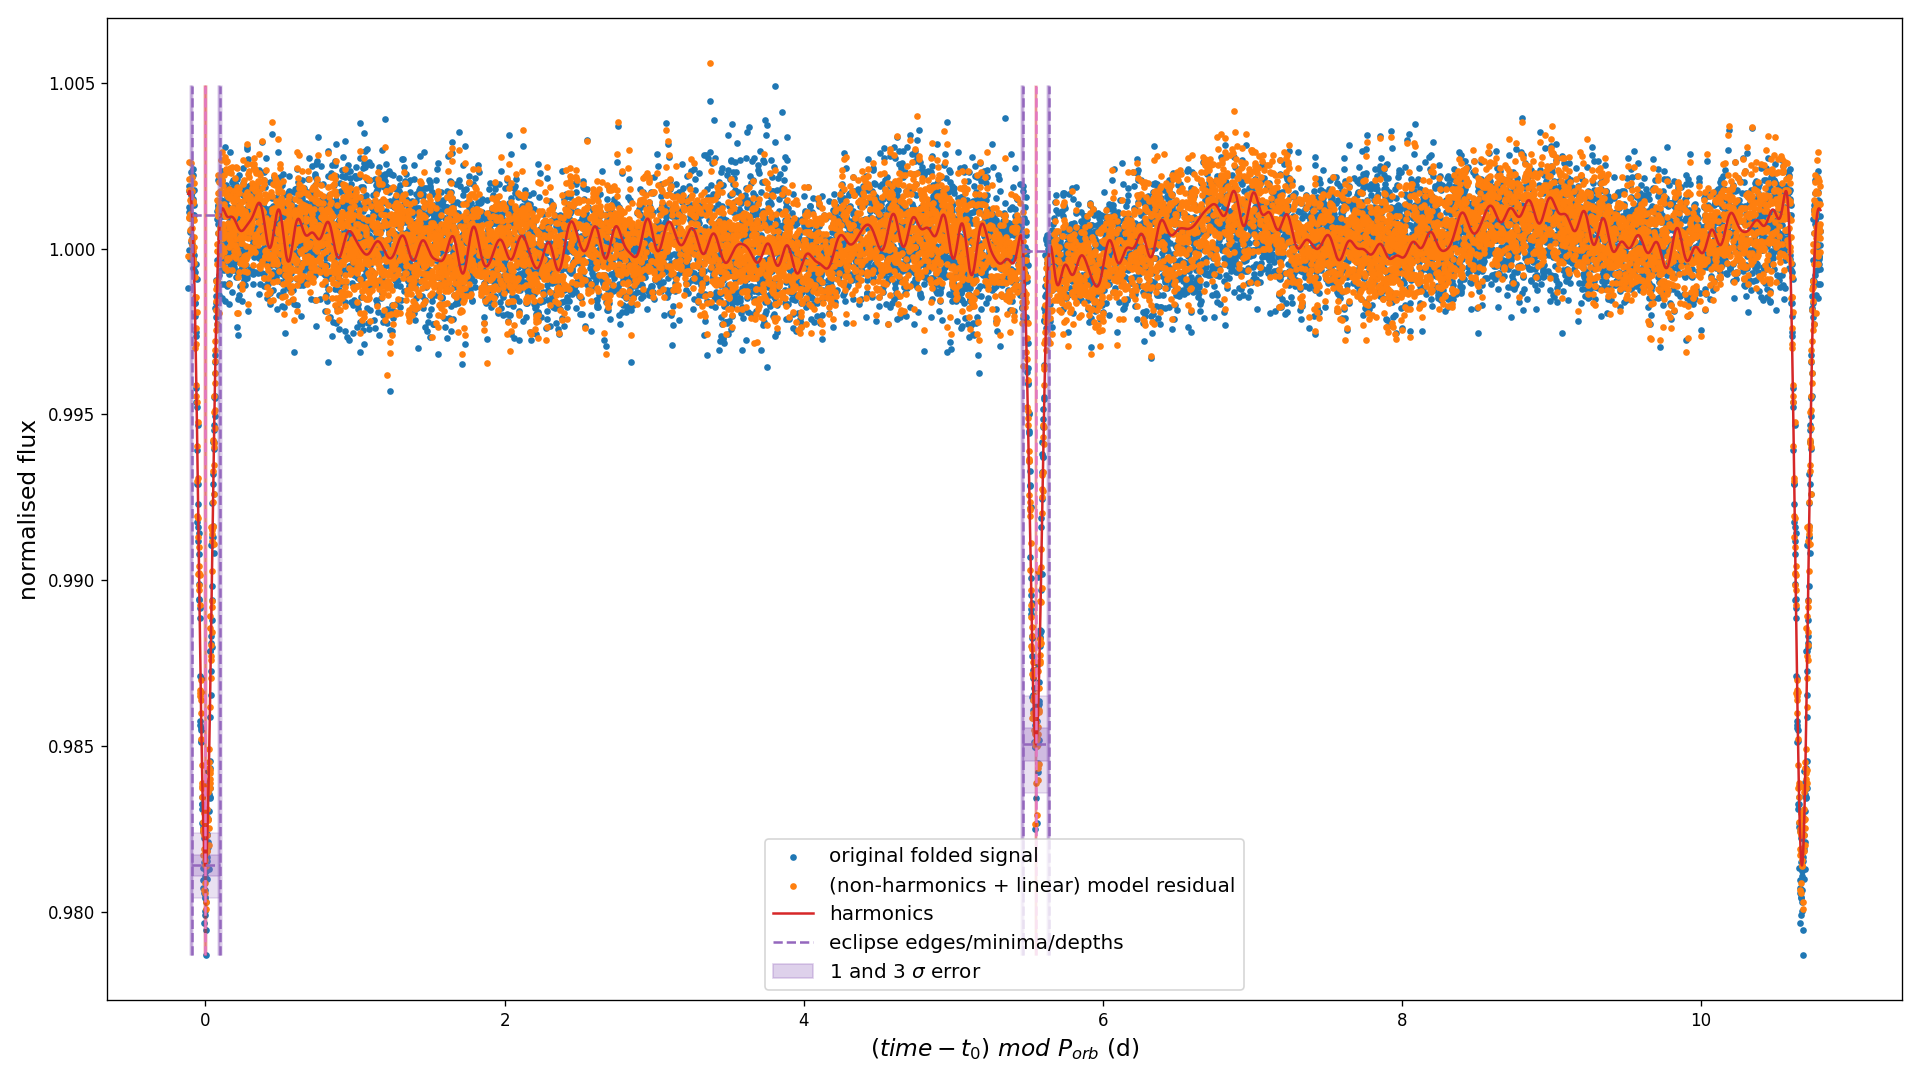 1.005
1.000
0.995
0.990
0.985
0.980
normalised flux
original folded signal
(non-harmonics + linear) model residual
harmonics
eclipse edges/minima/depths
1 and 3 σ error
0 2 4 6 8 10
(time − t₀) mod Pₒᵣb (d)